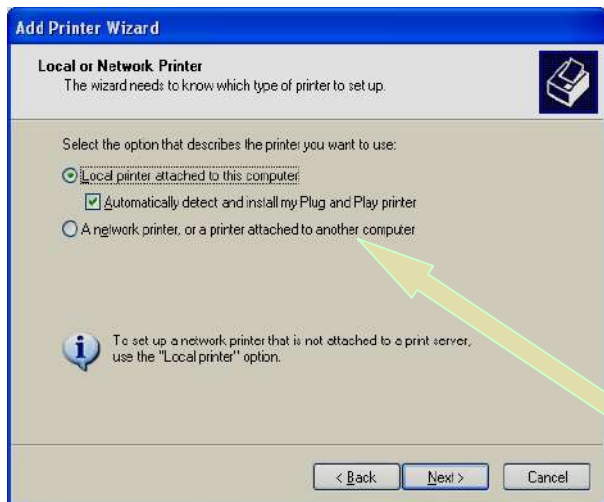 Add Printer Wizard
Local or Network Printer
The wizard needs to know which type of printer to set up.
Select the option that describes the printer you want to use:
Local printer attached to this computer
Automatically detect and install my Plug and Play printer
A network printer, or a printer attached to another computer
To set up a network printer that is not attached to a print server,
use the "Local printer" option.
< Back
Next >
Cancel